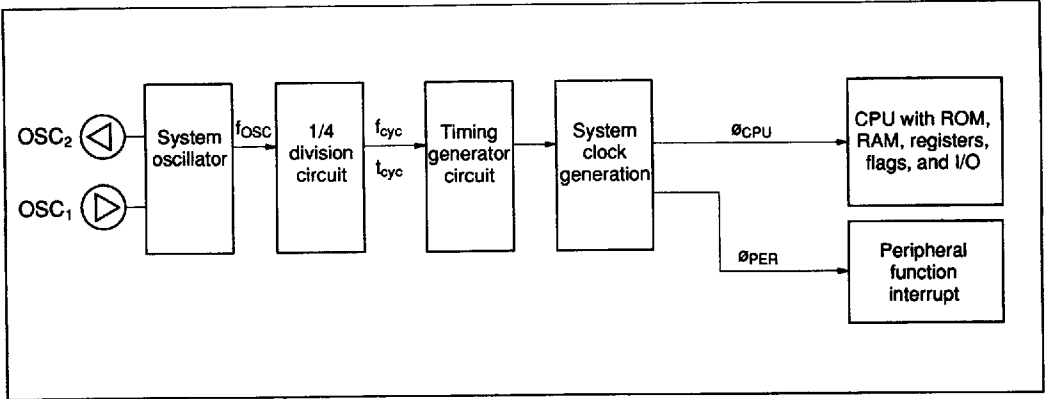 OSC₂
OSC₁
System
oscillator
fOSC
1/4
division
circuit
fcyc
tcyc
Timing
generator
circuit
System
clock
generation
øCPU
øPER
CPU with ROM,
RAM, registers,
flags, and I/O
Peripheral
function
interrupt